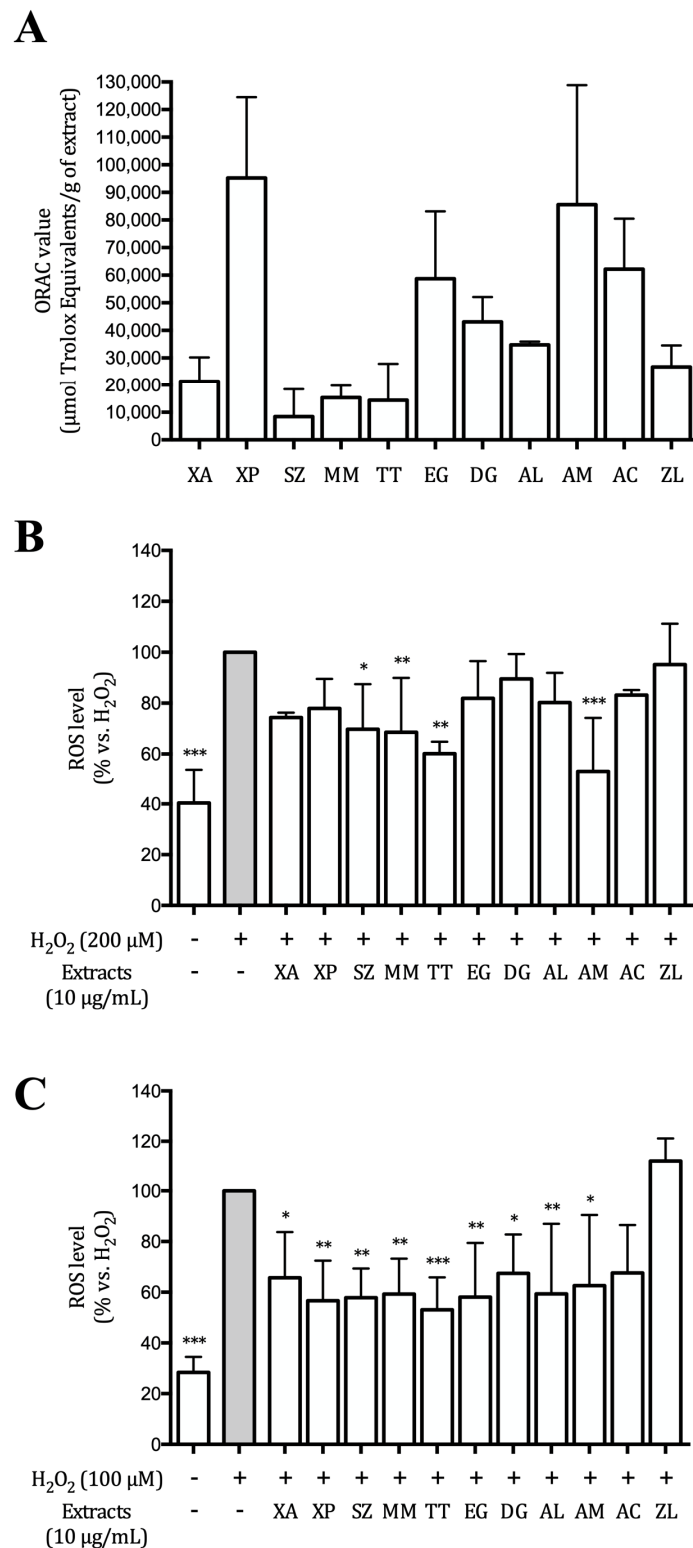 A
ORAC value
(µmol Trolox Equivalents/g of extract)
130,000
120,000
110,000
100,000
90,000
80,000
70,000
60,000
50,000
40,000
30,000
20,000
10,000
0
XA XP SZ MM TT EG DG AL AM AC ZL
B
ROS level
(% vs. H₂O₂)
140
120
100
80
60
40
20
0
*** * ** ** ***
H₂O₂ (200 µM) - + + + + + + + + + + + +
Extracts - - XA XP SZ MM TT EG DG AL AM AC ZL
(10 µg/mL)
C
ROS level
(% vs. H₂O₂)
140
120
100
80
60
40
20
0
*** * ** ** ** *** ** * ** *
H₂O₂ (100 µM) - + + + + + + + + + + + +
Extracts - - XA XP SZ MM TT EG DG AL AM AC ZL
(10 µg/mL)